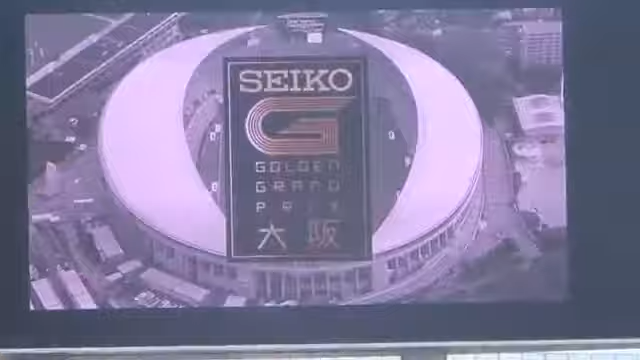 SEIKO
GOLDEN
GRAND
PRIX
大阪